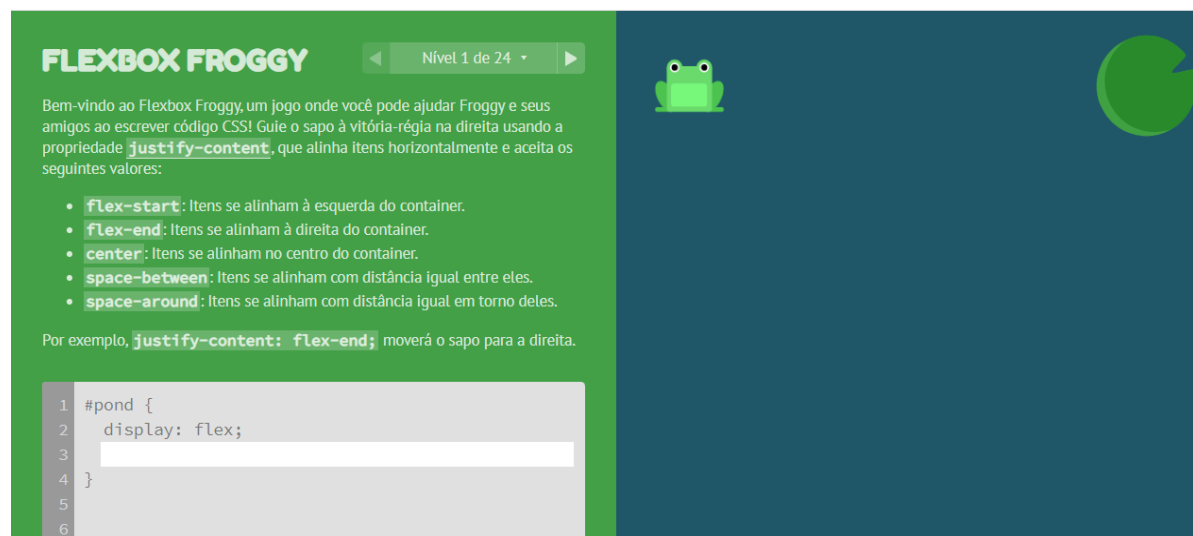 FLEXBOX FROGGY
Nível 1 de 24
Bem-vindo ao Flexbox Froggy, um jogo onde você pode ajudar Froggy e seus
amigos ao escrever código CSS! Guie o sapo à vitória-régia na direita usando a
propriedade justify-content, que alinha itens horizontalmente e aceita os
seguintes valores:
• flex-start: Itens se alinham à esquerda do container.
• flex-end: Itens se alinham à direita do container.
• center: Itens se alinham no centro do container.
• space-between: Itens se alinham com distância igual entre eles.
• space-around: Itens se alinham com distância igual em torno deles.
Por exemplo, justify-content: flex-end; moverá o sapo para a direita.
1 #pond {
2 display: flex;
3
4 }
5
6